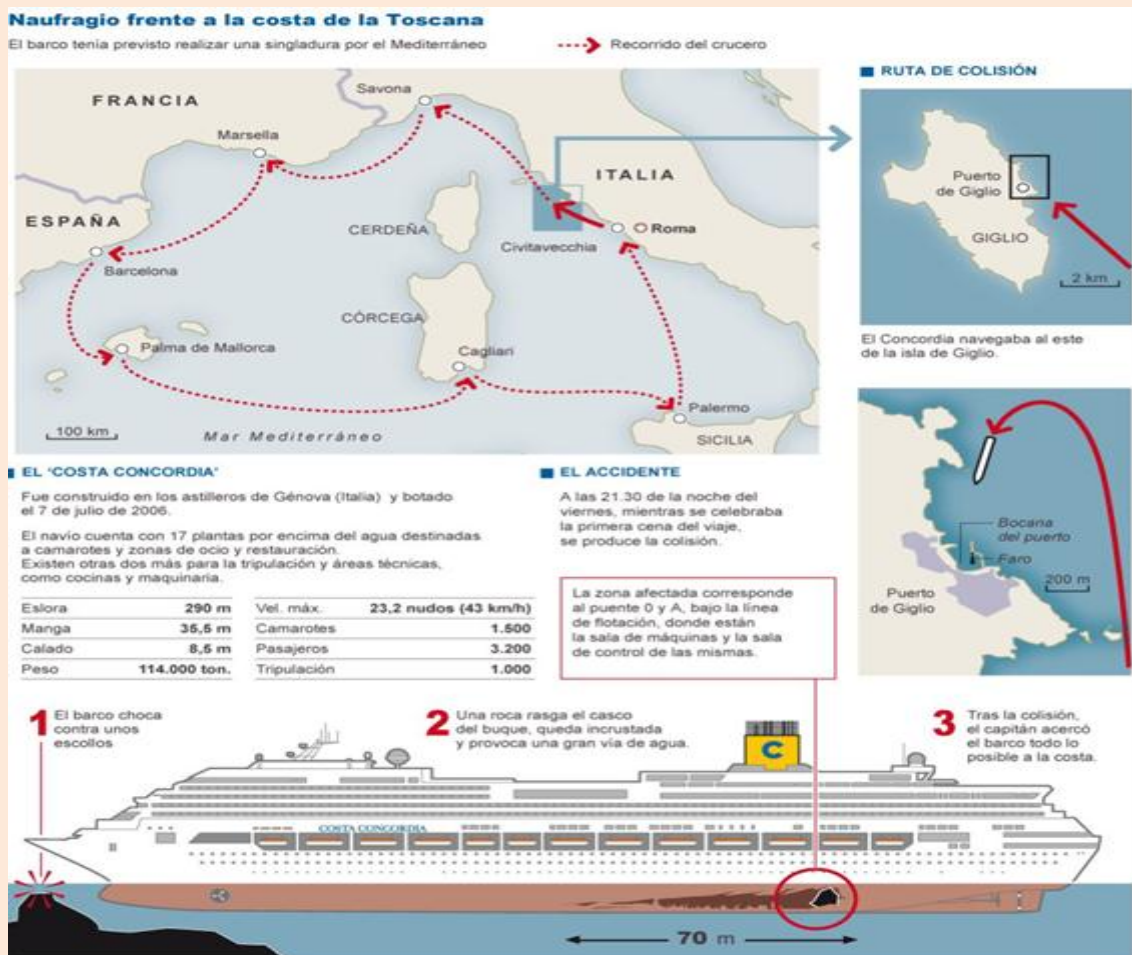 Naufragio frente a la costa de la Toscana
El barco tenía previsto realizar una singladura por el Mediterráneo
Recorrido del crucero
FRANCIA
Savona
Marsella
ITALIA
ESPAÑA
CERDEÑA
Roma
Civitavecchia
Barcelona
CÓRCEGA
Palma de Mallorca
Cagliari
Palermo
100 km
Mar Mediterráneo
SICILIA
RUTA DE COLISIÓN
Puerto
de Giglio
GIGLIO
2 km
El Concordia navegaba al este
de la isla de Giglio.
Bocana
del puerto
Faro
200 m
Puerto
de Giglio
EL 'COSTA CONCORDIA'
Fue construido en los astilleros de Génova (Italia) y botado
el 7 de julio de 2006.
El navío cuenta con 17 plantas por encima del agua destinadas
a camarotes y zonas de ocio y restauración.
Existen otras dos más para la tripulación y áreas técnicas,
como cocinas y maquinaria.
Eslora 290 m Vel. máx. 23,2 nudos (43 km/h)
Manga 35,5 m Camarotes 1.500
Calado 8,5 m Pasajeros 3.200
Peso 114.000 ton. Tripulación 1.000
EL ACCIDENTE
A las 21.30 de la noche del
viernes, mientras se celebraba
la primera cena del viaje,
se produce la colisión.
La zona afectada corresponde
al puente 0 y A, bajo la línea
de flotación, donde están
la sala de máquinas y la sala
de control de las mismas.
1 El barco choca
contra unos
escollos
2 Una roca rasga el casco
del buque, queda incrustada
y provoca una gran vía de agua.
3 Tras la colisión,
el capitán acercó
el barco todo lo
posible a la costa.
C
COSTA CONCORDIA
70 m